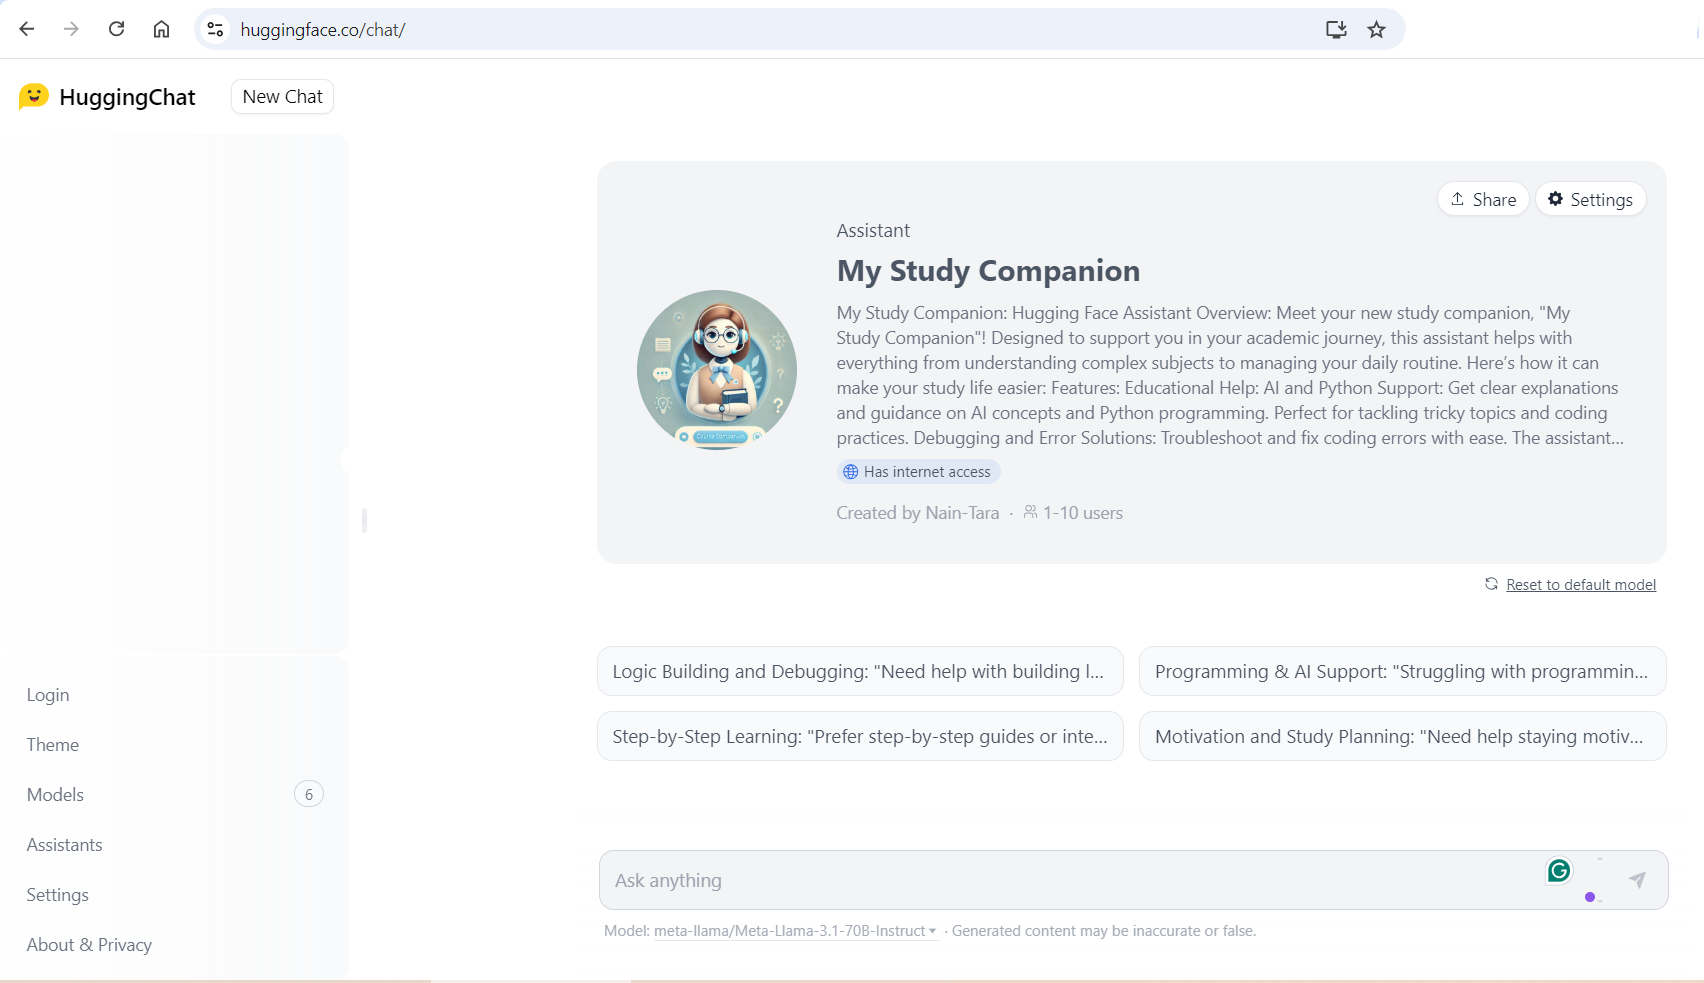 huggingface.co/chat/
HuggingChat
New Chat
Share
Settings
Assistant
My Study Companion
My Study Companion: Hugging Face Assistant Overview: Meet your new study companion, "My
Study Companion"! Designed to support you in your academic journey, this assistant helps with
everything from understanding complex subjects to managing your daily routine. Here’s how it can
make your study life easier: Features: Educational Help: AI and Python Support: Get clear explanations
and guidance on AI concepts and Python programming. Perfect for tackling tricky topics and coding
practices. Debugging and Error Solutions: Troubleshoot and fix coding errors with ease. The assistant...
Course Companion
Has internet access
Created by Nain-Tara · 1-10 users
Reset to default model
Logic Building and Debugging: "Need help with building l...
Programming & AI Support: "Struggling with programmin...
Step-by-Step Learning: "Prefer step-by-step guides or inte...
Motivation and Study Planning: "Need help staying motiv...
Login
Theme
Models
6
Assistants
Settings
About & Privacy
Ask anything
Model: meta-llama/Meta-Llama-3.1-70B-Instruct · Generated content may be inaccurate or false.